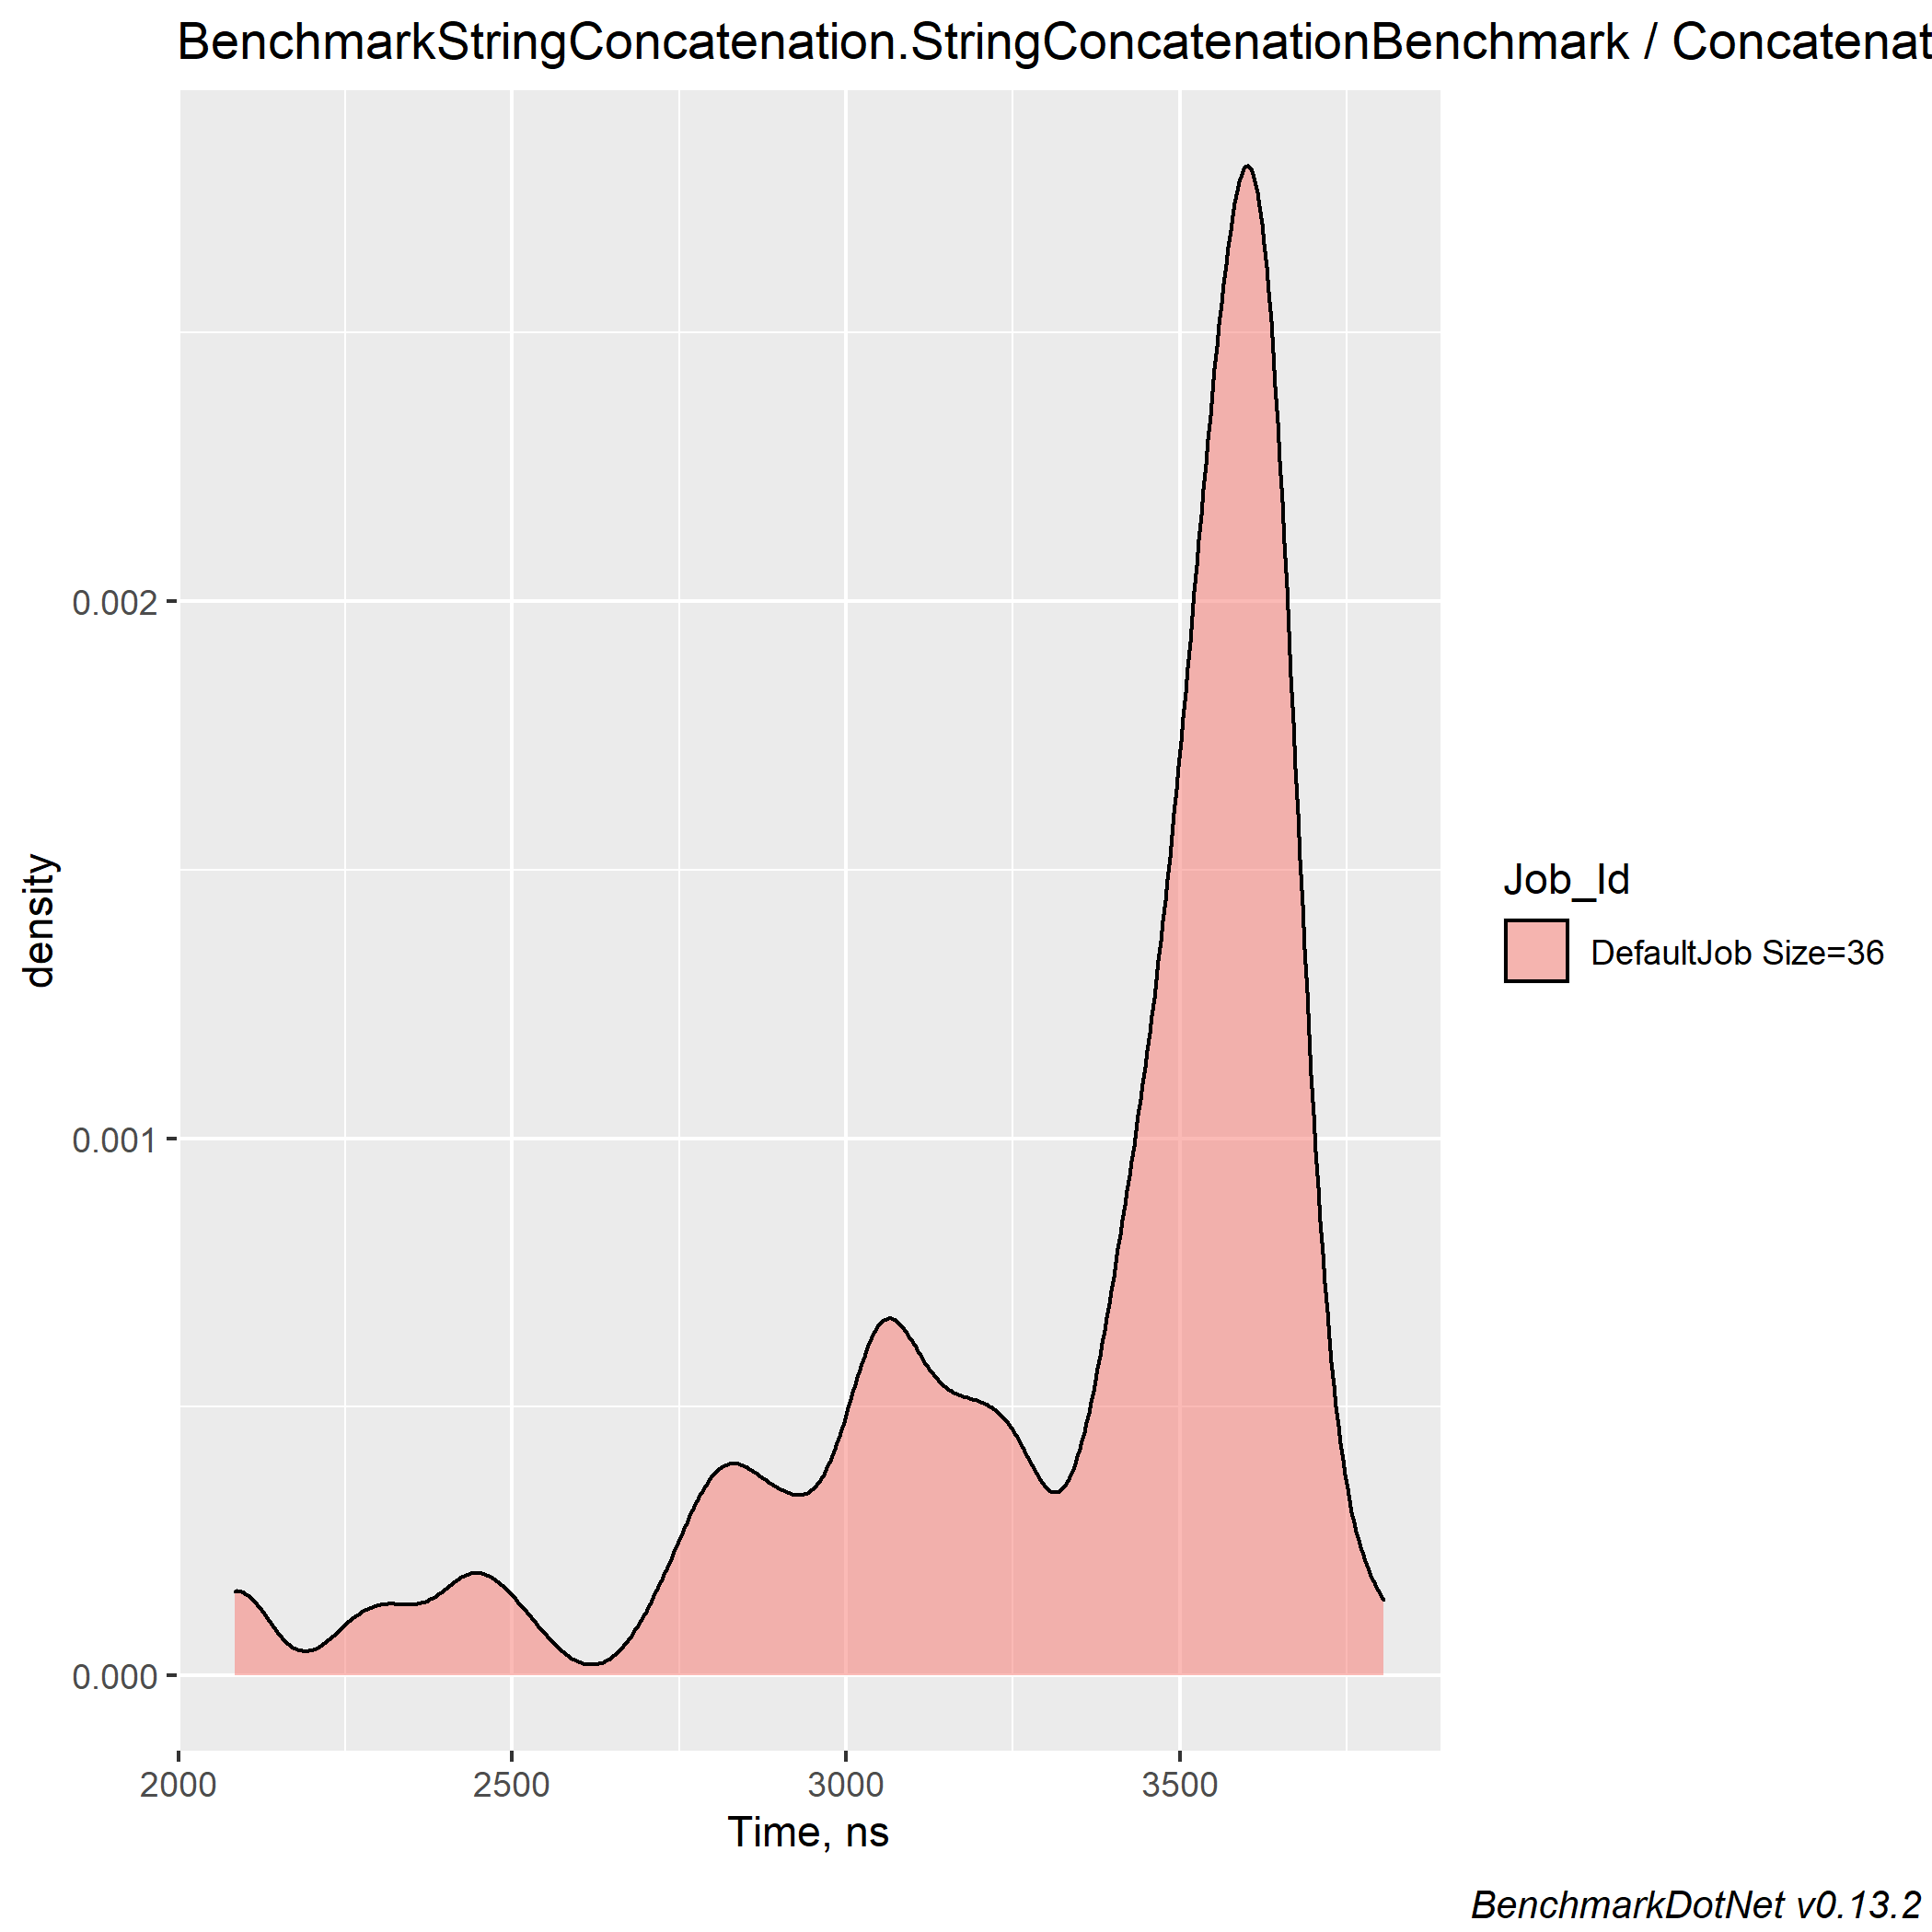 BenchmarkStringConcatenation.StringConcatenationBenchmark / Concatenat
0.002
0.001
0.000
density
2000 2500 3000 3500
Time, ns
Job_Id
DefaultJob Size=36
BenchmarkDotNet v0.13.2